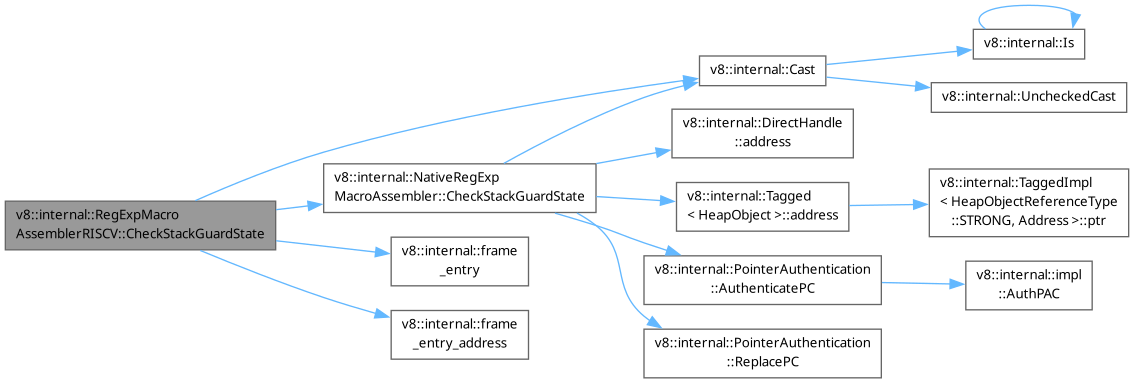 v8::internal::RegExpMacro
AssemblerRISCV::CheckStackGuardState
v8::internal::NativeRegExp
MacroAssembler::CheckStackGuardState
v8::internal::frame
_entry
v8::internal::frame
_entry_address
v8::internal::Cast
v8::internal::DirectHandle
::address
v8::internal::Tagged
< HeapObject >::address
v8::internal::PointerAuthentication
::AuthenticatePC
v8::internal::PointerAuthentication
::ReplacePC
v8::internal::Is
v8::internal::UncheckedCast
v8::internal::TaggedImpl
< HeapObjectReferenceType
::STRONG, Address >::ptr
v8::internal::impl
::AuthPAC